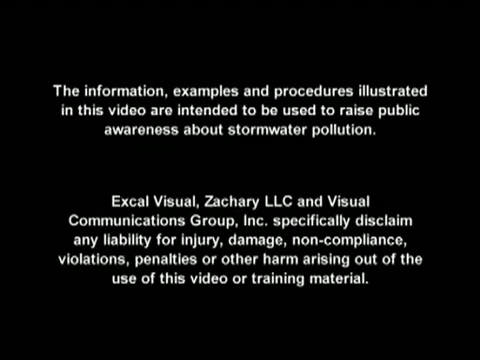 The information, examples and procedures illustrated
in this video are intended to be used to raise public
awareness about stormwater pollution.
Excal Visual, Zachary LLC and Visual
Communications Group, Inc. specifically disclaim
any liability for injury, damage, non-compliance,
violations, penalties or other harm arising out of the
use of this video or training material.